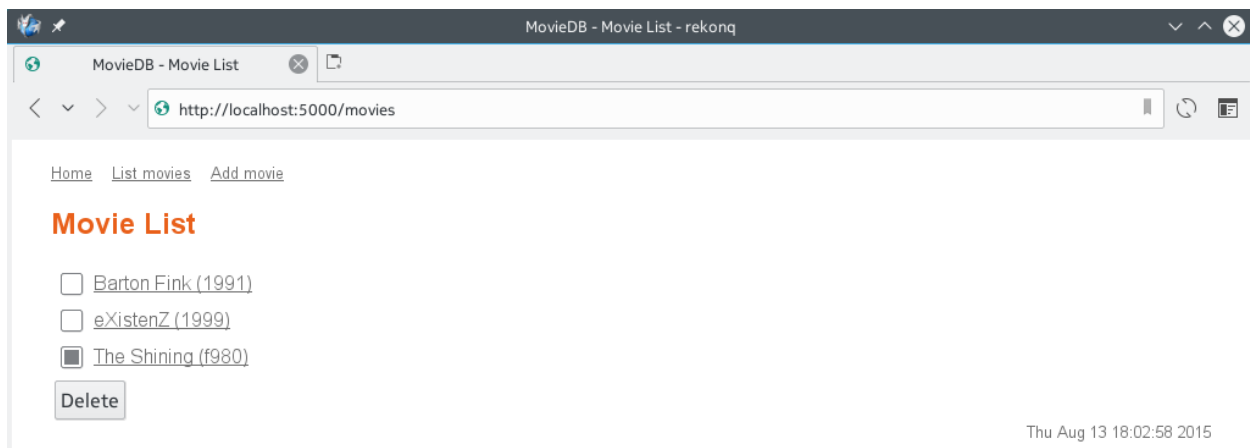 MovieDB - Movie List - rekonq
MovieDB - Movie List
http://localhost:5000/movies
Home List movies Add movie
Movie List
Barton Fink (1991)
eXistenZ (1999)
The Shining (f980)
Delete
Thu Aug 13 18:02:58 2015